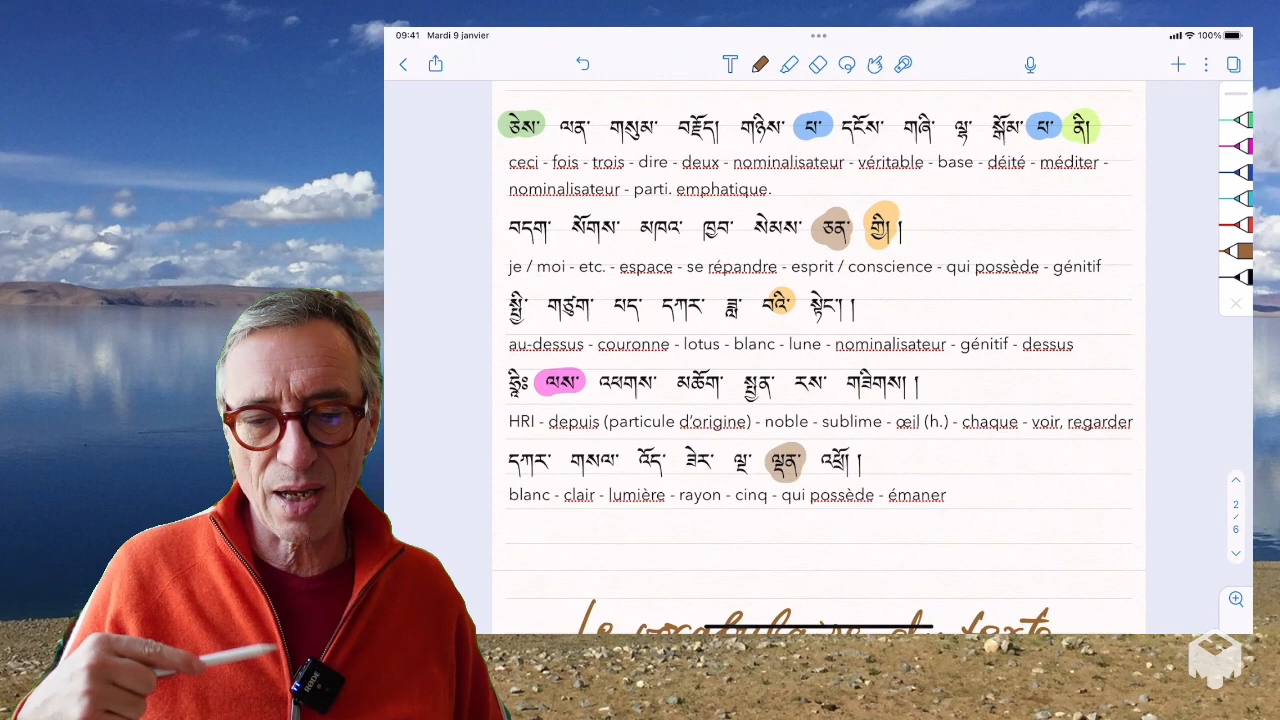 09:41 Mardi 9 janvier 100%
ཅེས་ ལན་ གསུམ་ བརྗོད། གཉིས་ པ་ དངོས་ གཞི་ ལྷ་ སྒོམ་ པ་ ནི།
ceci - fois - trois - dire - deux - nominalisateur - véritable - base - déité - méditer -
nominalisateur - parti. emphatique.
བདག་ སོགས་ མཁའ་ ཁྱབ་ སེམས་ ཅན་ གྱི། །
je / moi - etc. - espace - se répandre - esprit / conscience - qui possède - génitif
སྤྱི་ གཙུག་ པད་ དཀར་ ཟླ་ བའི་ སྟེང་། །
au-dessus - couronne - lotus - blanc - lune - nominalisateur - génitif - dessus
ཧྲཱིཿ ལས་ འཕགས་ མཆོག་ སྤྱན་ རས་ གཟིགས། །
HRI - depuis (particule d'origine) - noble - sublime - œil (h.) - chaque - voir, regarder
དཀར་ གསལ་ འོད་ ཟེར་ ལྔ་ ལྡན་ འཕྲོ། །
blanc - clair - lumière - rayon - cinq - qui possède - émaner
Le vocabulaire du texte
2
/
6
RØDE